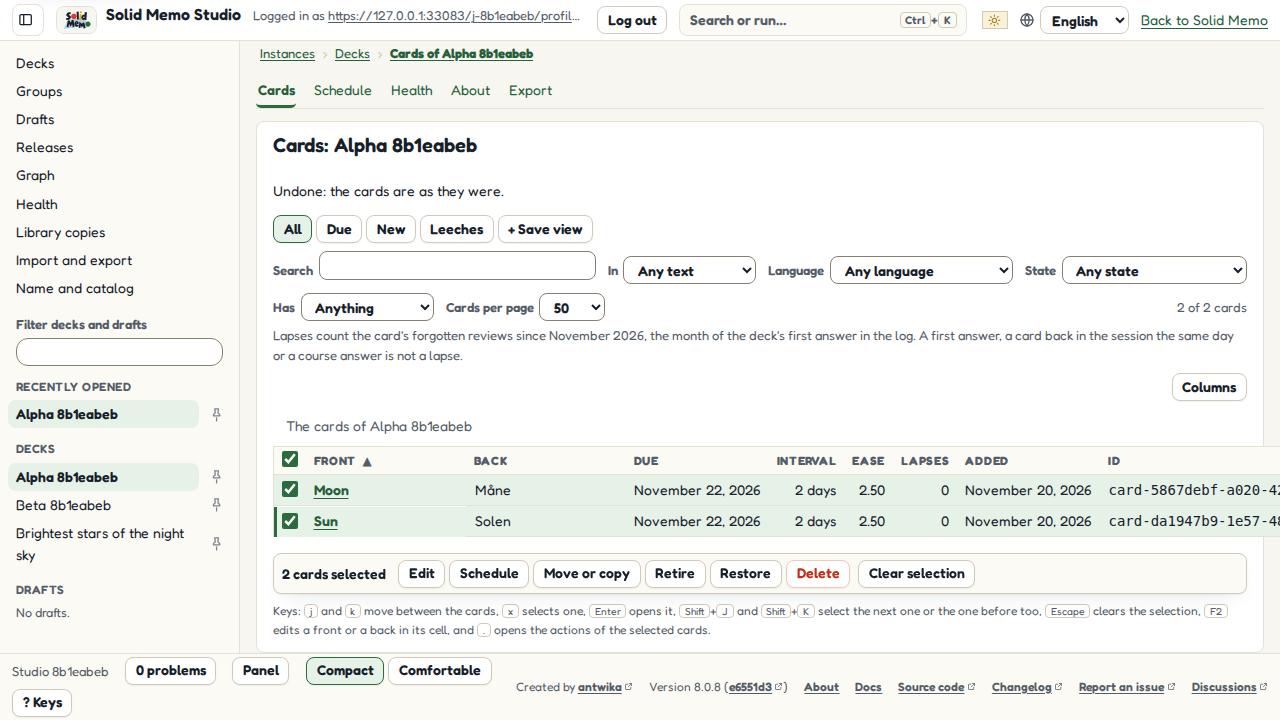 Solid Memo Studio
Logged in as https://127.0.0.1:33083/j-8b1eabeb/profil...
Log out
Search or run... Ctrl+K
English
Back to Solid Memo
Decks
Groups
Drafts
Releases
Graph
Health
Library copies
Import and export
Name and catalog
Filter decks and drafts
RECENTLY OPENED
Alpha 8b1eabeb
DECKS
Alpha 8b1eabeb
Beta 8b1eabeb
Brightest stars of the night
sky
DRAFTS
No drafts.
Instances › Decks › Cards of Alpha 8b1eabeb
Cards Schedule Health About Export
Cards: Alpha 8b1eabeb
Undone: the cards are as they were.
All Due New Leeches + Save view
Search In Any text Language Any language State Any state
Has Anything Cards per page 50 2 of 2 cards
Lapses count the card's forgotten reviews since November 2026, the month of the deck's first answer in the log. A first answer, a card back in the session the same day
or a course answer is not a lapse.
Columns
The cards of Alpha 8b1eabeb
FRONT ▲ BACK DUE INTERVAL EASE LAPSES ADDED ID
Moon Måne November 22, 2026 2 days 2.50 0 November 20, 2026 card-5867debf-a020-42
Sun Solen November 22, 2026 2 days 2.50 0 November 20, 2026 card-da1947b9-1e57-48
2 cards selected Edit Schedule Move or copy Retire Restore Delete Clear selection
Keys: j and k move between the cards, x selects one, Enter opens it, Shift+J and Shift+K select the next one or the one before too, Escape clears the selection, F2
edits a front or a back in its cell, and . opens the actions of the selected cards.
Studio 8b1eabeb 0 problems Panel Compact Comfortable
? Keys
Created by antwika Version 8.0.8 (e6551d3) About Docs Source code Changelog Report an issue Discussions